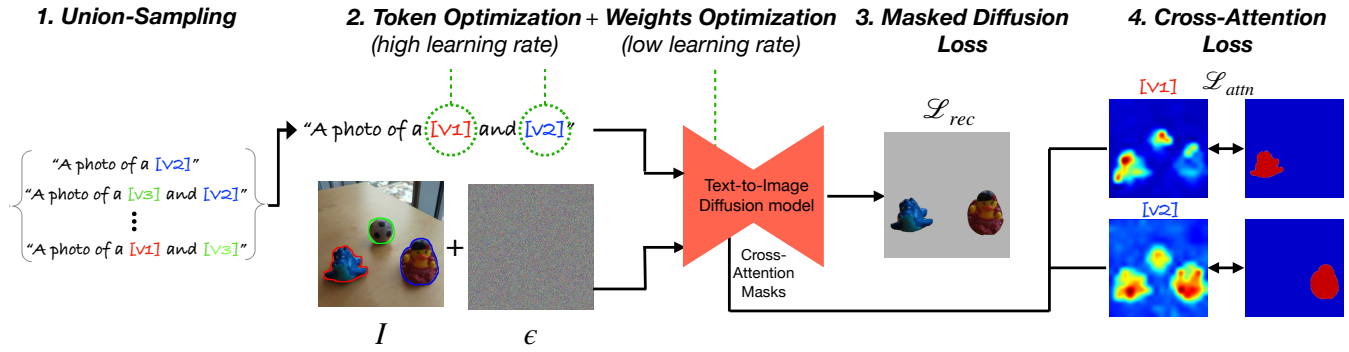 1. Union-Sampling
2. Token Optimization + Weights Optimization
(high learning rate) (low learning rate)
3. Masked Diffusion
Loss
4. Cross-Attention
Loss
“A photo of a [v2]”
“A photo of a [v3] and [v2]”
⋮
“A photo of a [v1] and [v3]”
“A photo of a [v1] and [v2]”
I
+
ϵ
Text-to-Image
Diffusion model
Cross-
Attention
Masks
ℒrec
[v1]
ℒattn
[v2]